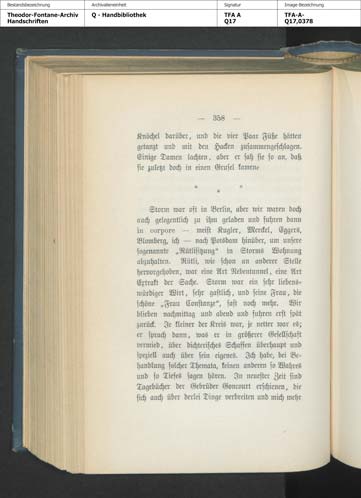 Bestandsbezeichnung
Archivalieneinheit
Signatur
Image Bezeichnung
Theodor-Fontane-Archiv
Handschriften
Q - Handbibliothek
TFA A
Q17
TFA-A-
Q17,0378
— 358 —
Knöchel darüber, und die vier Paar Füße hätten
getanzt und mit den Hacken zusammengeschlagen.
Einige Damen lachten, aber er sah sie so an, daß
sie zuletzt doch in einen Grusel kamen.
* * *
Storm war oft in Berlin, aber wir waren doch
auch gelegentlich zu ihm geladen und fuhren dann
in corpore — meist Kugler, Merckel, Eggers,
Blomberg, ich — nach Potsdam hinüber, um unsere
sogenannte „Rütlisitzung“ in Storms Wohnung
abzuhalten. Rütli, wie schon an anderer Stelle
hervorgehoben, war eine Art Nebentunnel, eine Art
Extrakt der Sache. Storm war ein sehr liebens-
würdiger Wirt, sehr gastlich, und seine Frau, die
schöne „Frau Constanze“, fast noch mehr. Wir
blieben nachmittag und abend und fuhren erst spät
zurück. Je kleiner der Kreis war, je netter war es;
er sprach dann, was er in größerer Gesellschaft
vermied, über dichterisches Schaffen überhaupt und
speziell auch über sein eigenes. Ich habe, bei Be-
handlung solcher Themata, keinen anderen so Wahres
und so Tiefes sagen hören. In neuester Zeit sind
Tagebücher der Gebrüder Goncourt erschienen, die
sich auch über derlei Dinge verbreiten und mich mehr